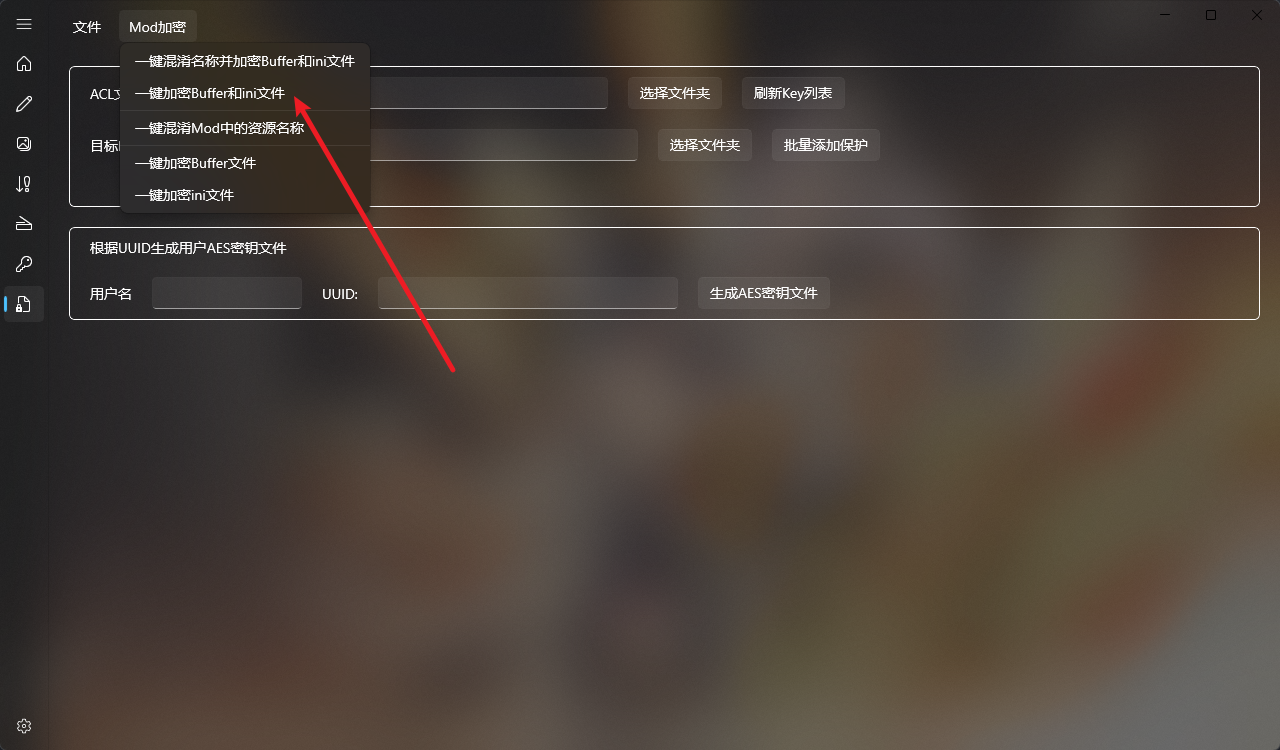 文件
Mod加密
一键混淆名称并加密Buffer和ini文件
一键加密Buffer和ini文件
一键混淆Mod中的资源名称
一键加密Buffer文件
一键加密ini文件
ACL
选择文件夹
刷新Key列表
目标
选择文件夹
批量添加保护
根据UUID生成用户AES密钥文件
用户名
UUID:
生成AES密钥文件